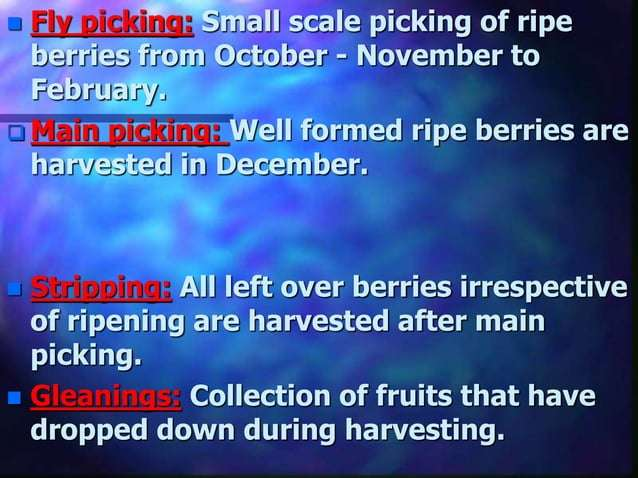 Fly picking: Small scale picking of ripe
berries from October - November to
February.
Main picking: Well formed ripe berries are
harvested in December.
Stripping: All left over berries irrespective
of ripening are harvested after main
picking.
Gleanings: Collection of fruits that have
dropped down during harvesting.